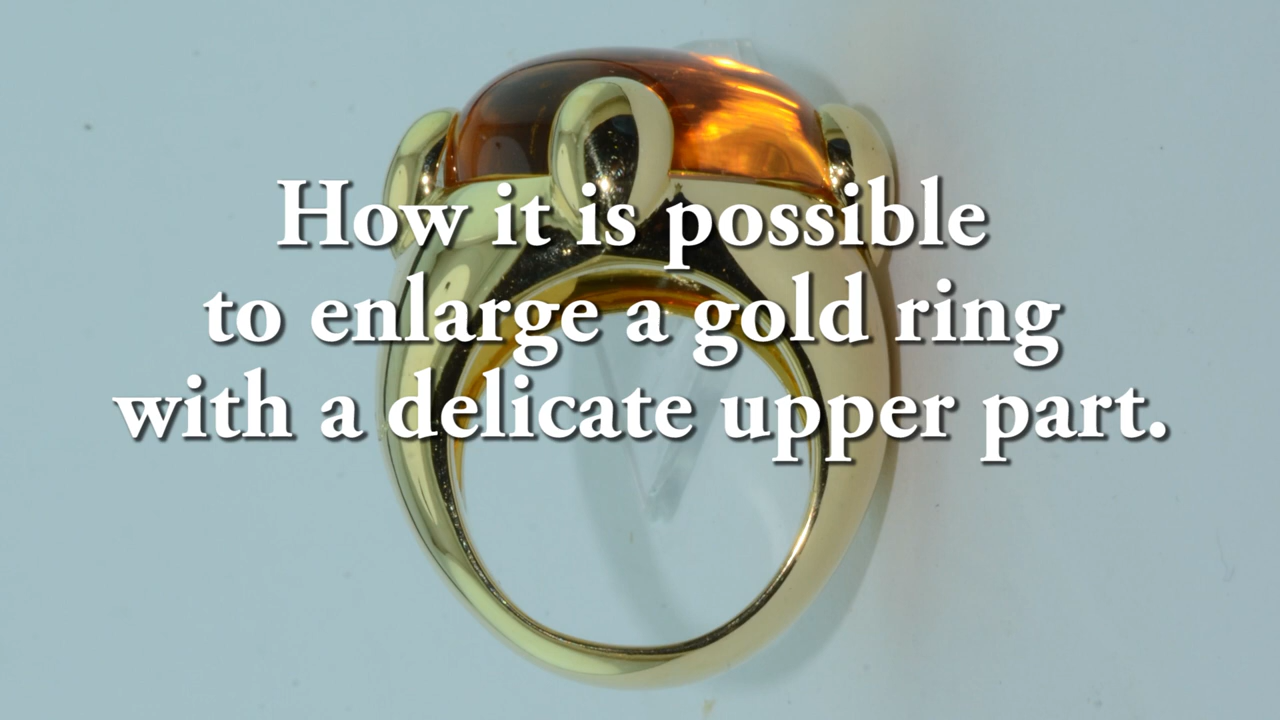 How it is possible
to enlarge a gold ring
with a delicate upper part.